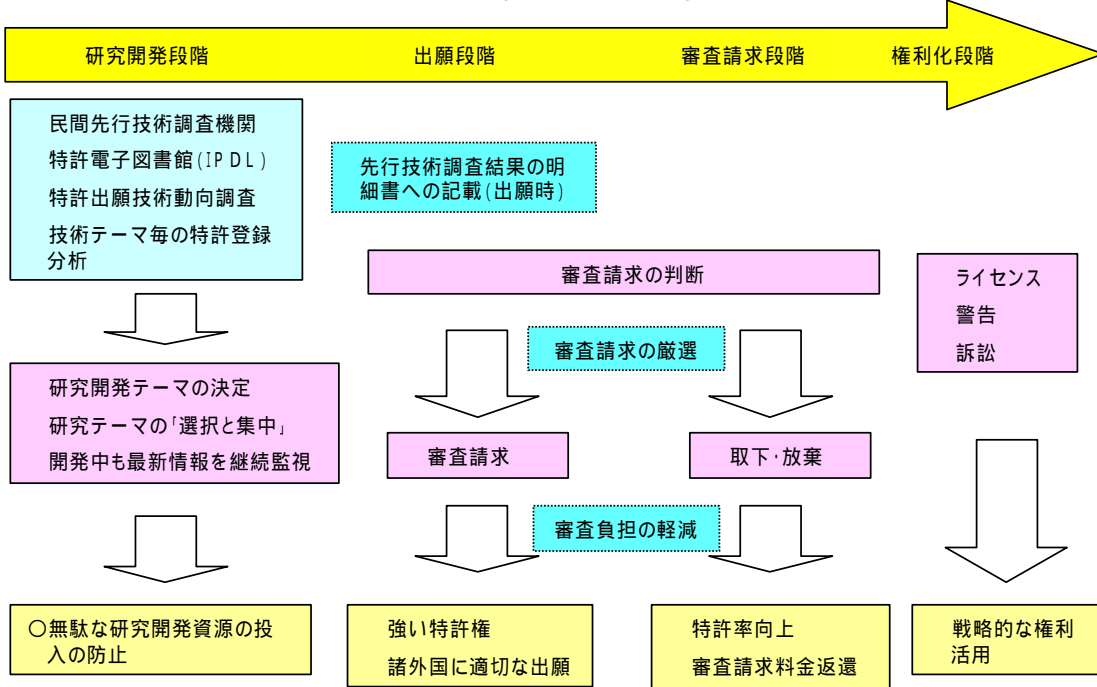 研究開発段階
出願段階
審査請求段階
権利化段階
民間先行技術調査機関
特許電子図書館(IPDL)
特許出願技術動向調査
技術テーマ毎の特許登録
分析
先行技術調査結果の明
細書への記載(出願時)
審査請求の判断
ライセンス
警告
訴訟
審査請求の厳選
研究開発テーマの決定
研究テーマの「選択と集中」
開発中も最新情報を継続監視
審査請求
取下・放棄
審査負担の軽減
〇無駄な研究開発資源の投
入の防止
強い特許権
諸外国に適切な出願
特許率向上
審査請求料金返還
戦略的な権利
活用